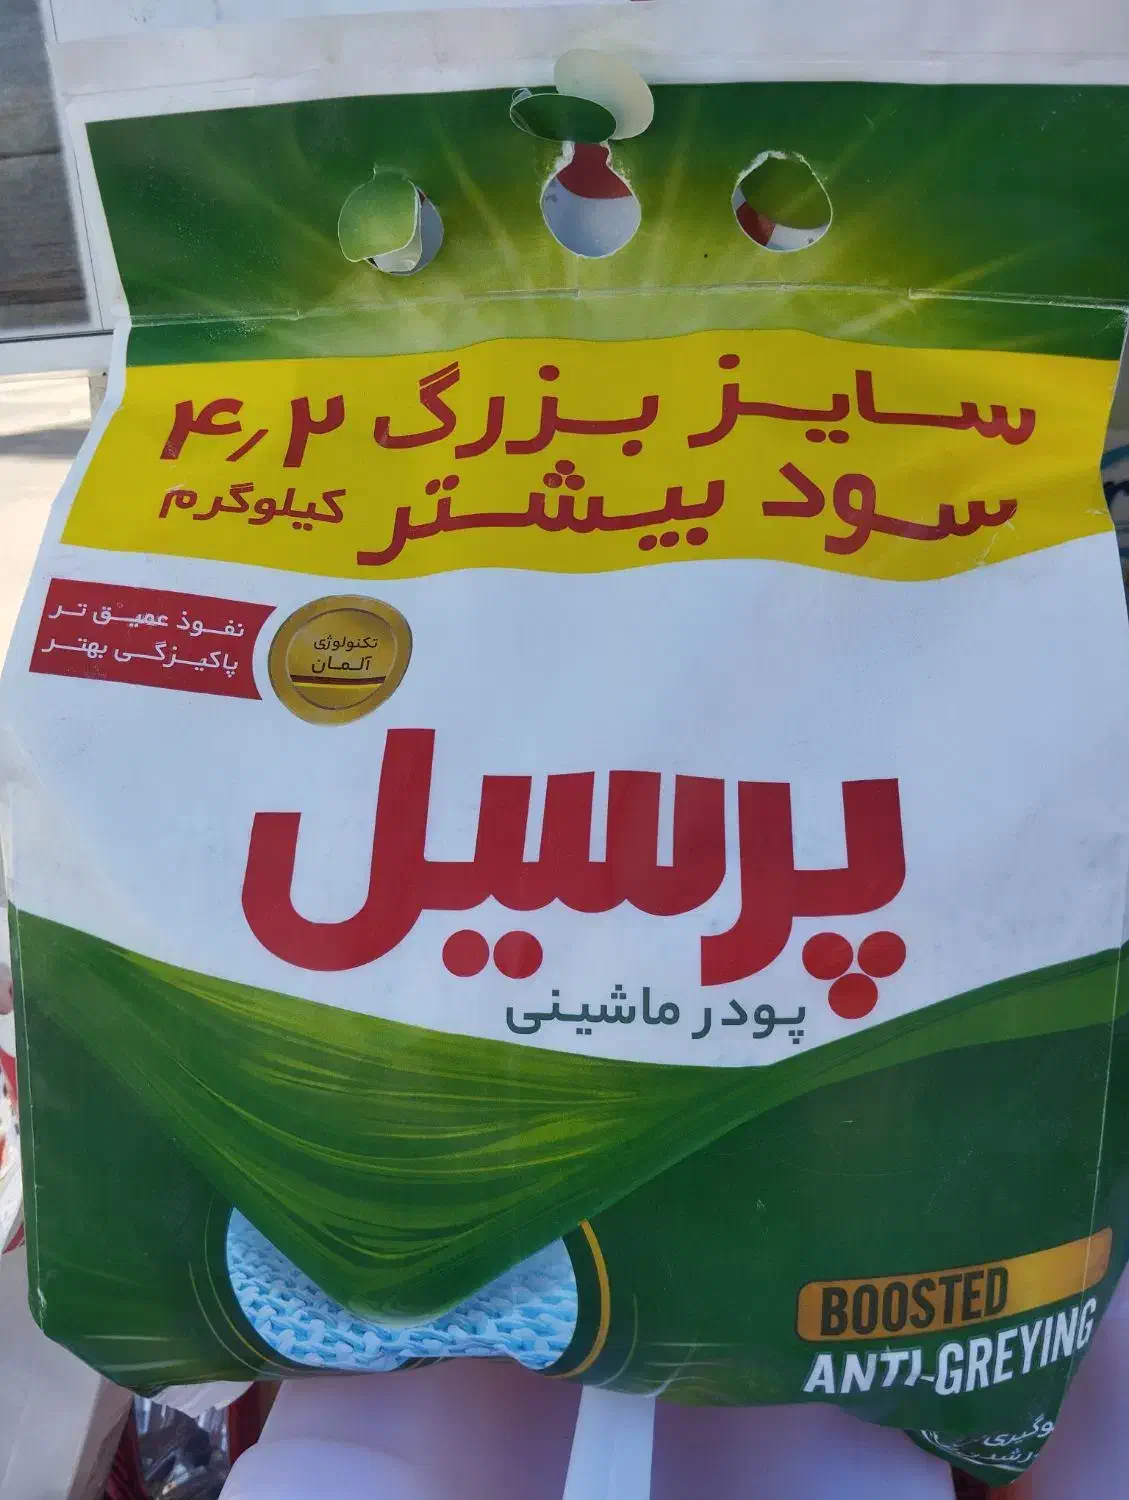 سایز بزرگ ۴٫۲
سود بیشتر کیلوگرم
نفوذ عمیق تر
پاکیزگی بهتر
تکنولوژی
آلمان
پرسیل
پودر ماشینی
BOOSTED
ANTI-GREYING